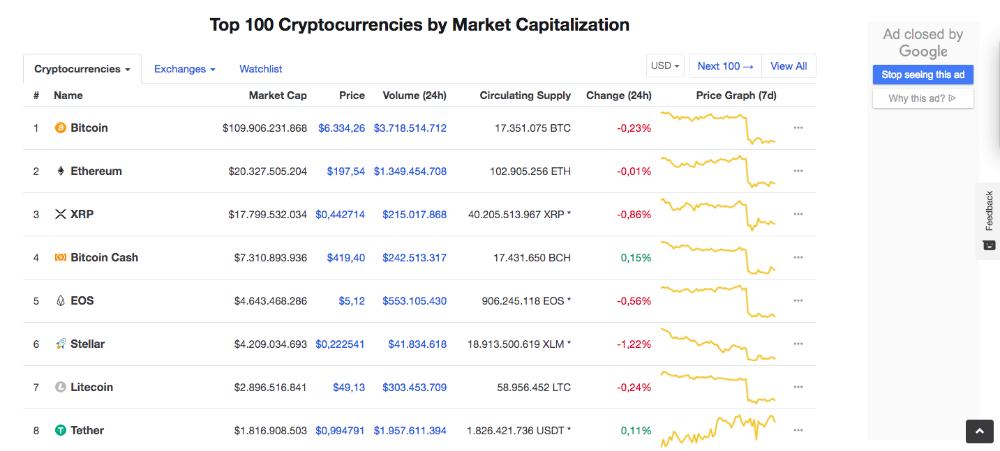 Top 100 Cryptocurrencies by Market Capitalization
Ad closed by
Google
Stop seeing this ad
Why this ad?
Cryptocurrencies Exchanges Watchlist USD Next 100 → View All
# Name Market Cap Price Volume (24h) Circulating Supply Change (24h) Price Graph (7d)
1 Bitcoin $109.906.231.868 $6.334,26 $3.718.514.712 17.351.075 BTC -0,23%
2 Ethereum $20.327.505.204 $197,54 $1.349.454.708 102.905.256 ETH -0,01%
3 XRP $17.799.532.034 $0,442714 $215.017.868 40.205.513.967 XRP * -0,86%
4 Bitcoin Cash $7.310.893.936 $419,40 $242.513.317 17.431.650 BCH 0,15%
5 EOS $4.643.468.286 $5,12 $553.105.430 906.245.118 EOS * -0,56%
6 Stellar $4.209.034.693 $0,222541 $41.834.618 18.913.500.619 XLM * -1,22%
7 Litecoin $2.896.516.841 $49,13 $303.453.709 58.956.452 LTC -0,24%
8 Tether $1.816.908.503 $0,994791 $1.957.611.394 1.826.421.736 USDT * 0,11%
Feedback